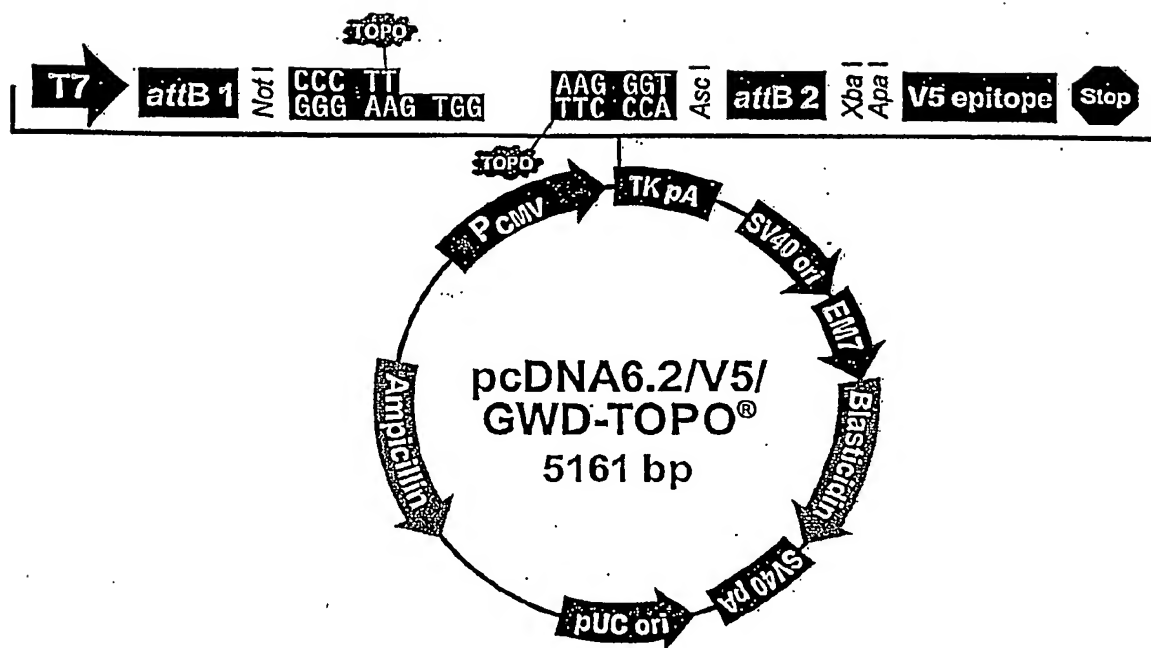 TOPO
T7 attB 1 Not I CCC TT AAG GGT Asc I attB 2 Xba I Apa I V5 epitope Stop
GGG AAG TGG TTC CCA
TOPO
PCMV TK pA SV40 ori EM7 Blasticidin SV40 pA pUC ori Ampicillin
pcDNA6.2/V5/
GWD-TOPO®
5161 bp